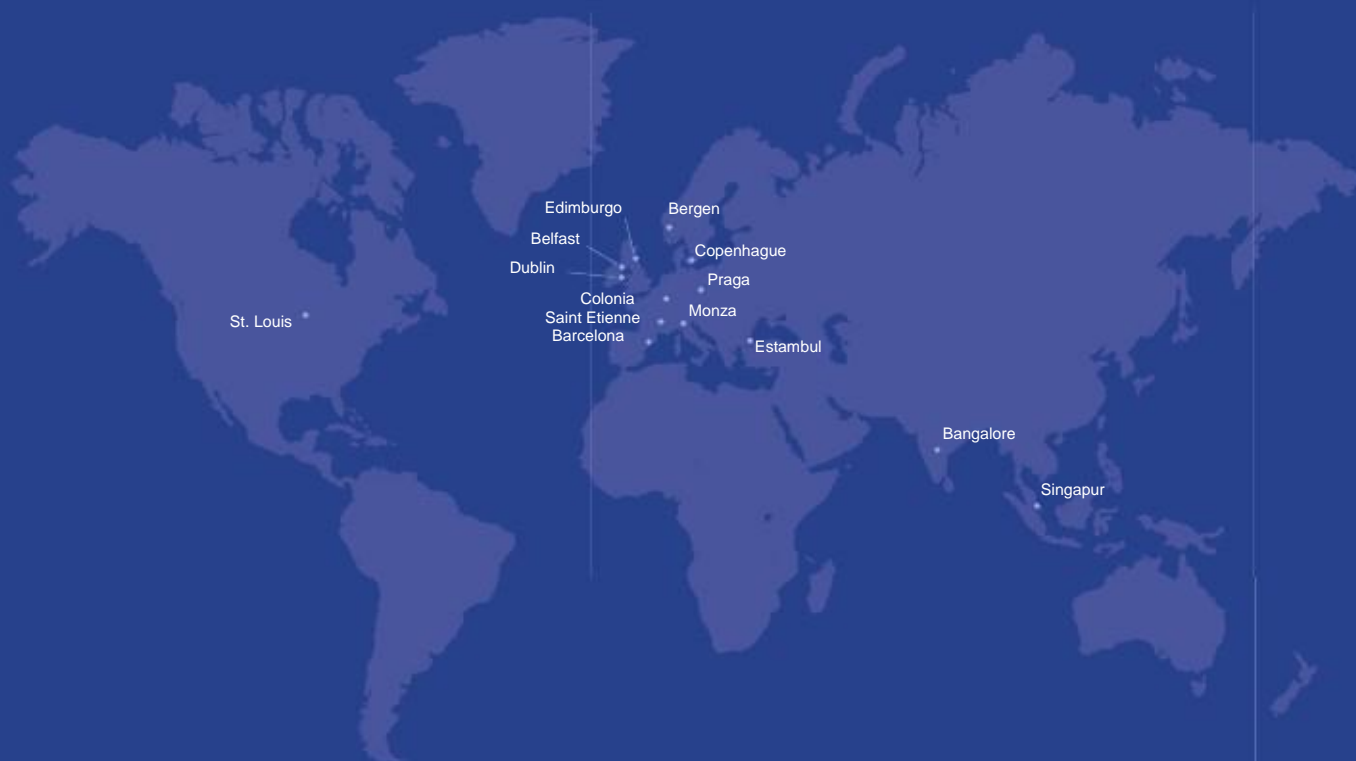 Edimburgo
Bergen
Belfast
Copenhague
Dublin
Praga
Colonia
Monza
Saint Etienne
St. Louis
Barcelona
Estambul
Bangalore
Singapur